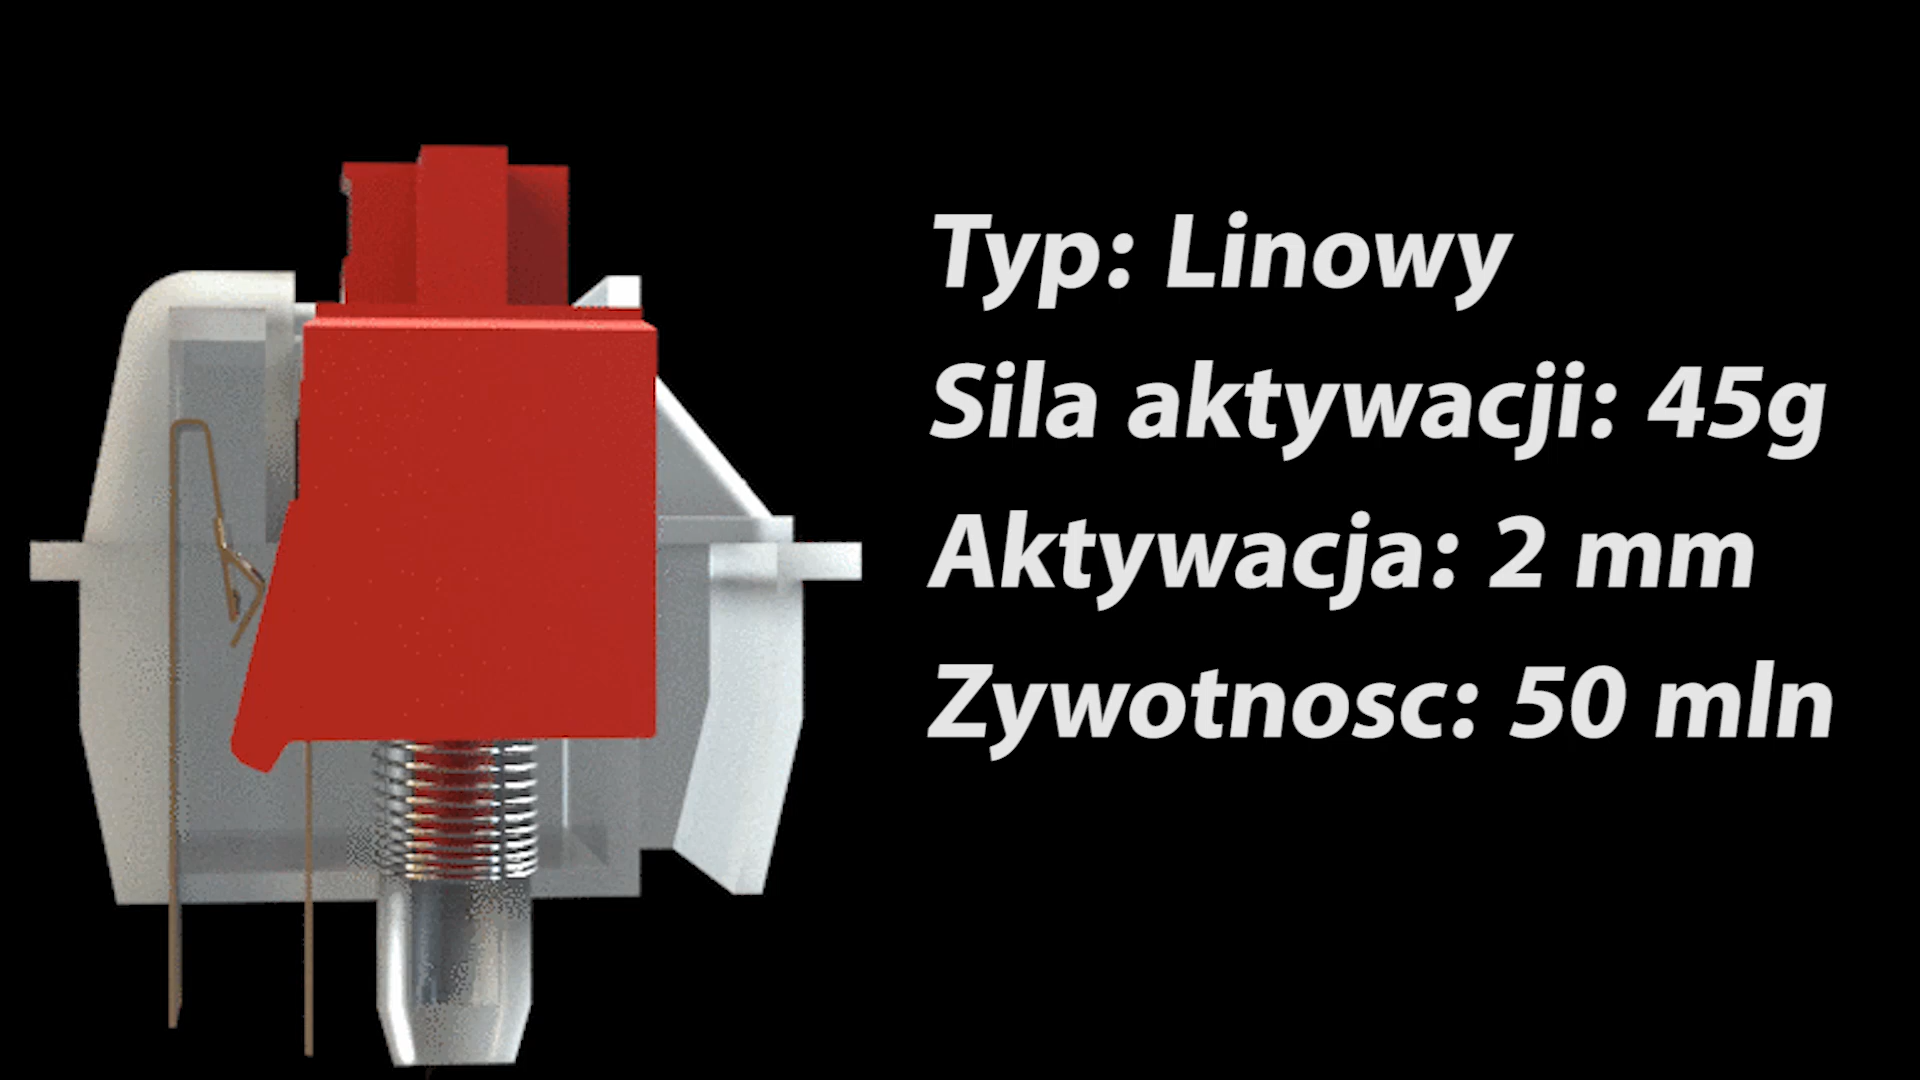 Typ: Linowy
Sila aktywacji: 45g
Aktywacja: 2 mm
Zywotnosc: 50 mln